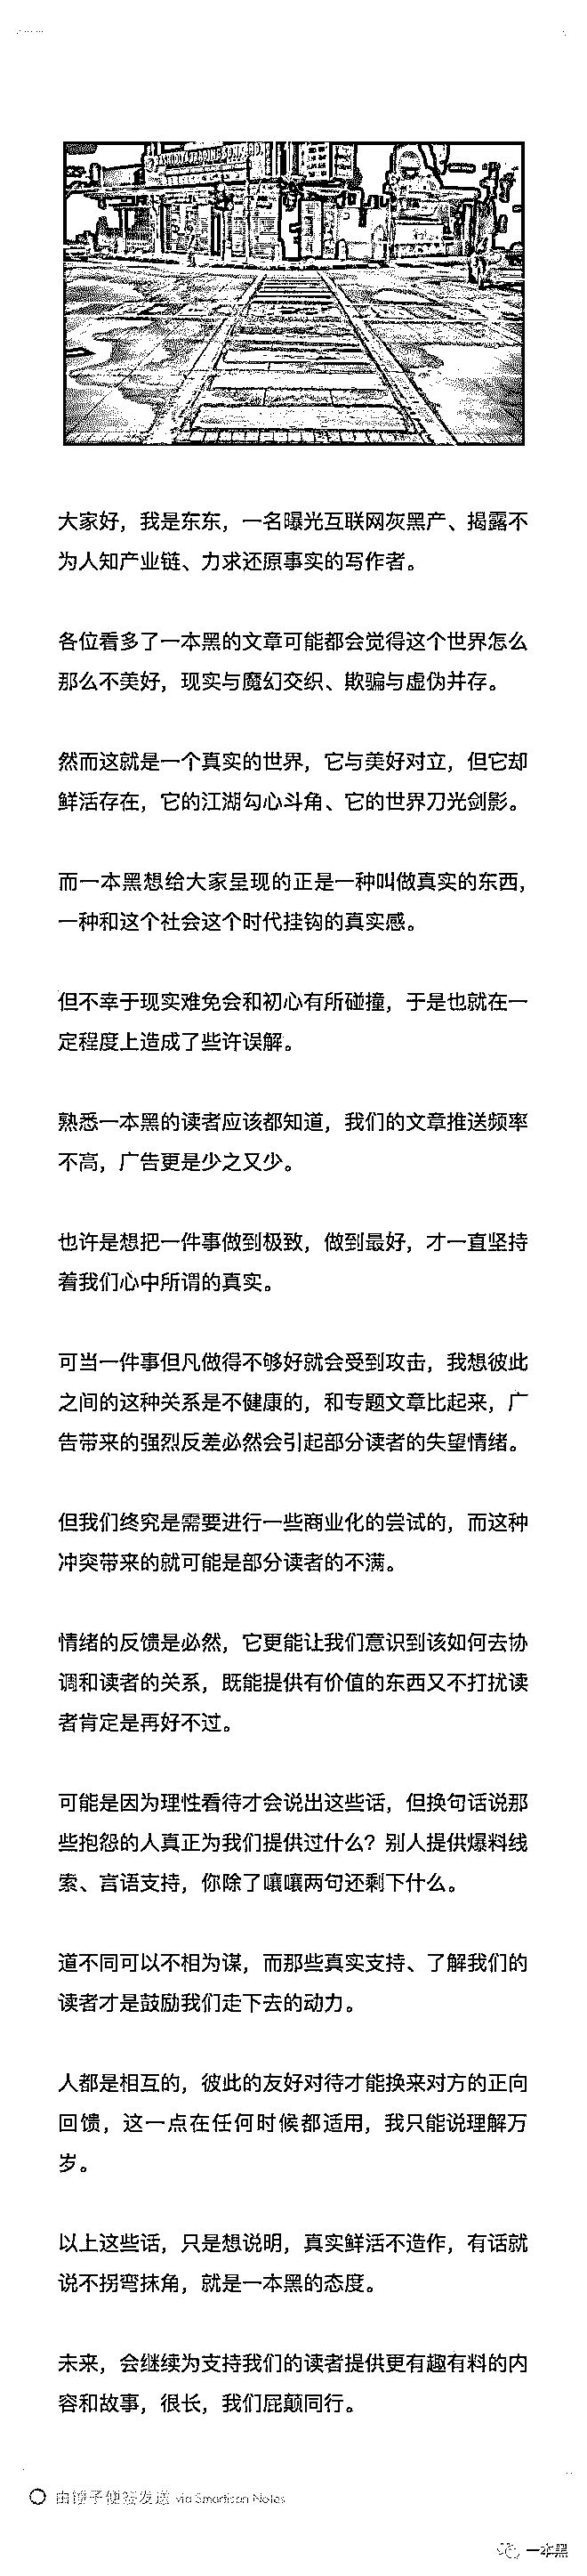 大家好，我是东东，一名曝光互联网灰黑产、揭露不
为人知产业链、力求还原事实的写作者。
各位看多了一本黑的文章可能都会觉得这个世界怎么
那么不美好，现实与魔幻交织、欺骗与虚伪并存。
然而这就是一个真实的世界，它与美好对立，但它却
鲜活存在，它的江湖勾心斗角、它的世界刀光剑影。
而一本黑想给大家呈现的正是一种叫做真实的东西，
一种和这个社会这个时代挂钩的真实感。
但不幸于现实难免会和初心有所碰撞，于是也就在一
定程度上造成了些许误解。
熟悉一本黑的读者应该都知道，我们的文章推送频率
不高，广告更是少之又少。
也许是想把一件事做到极致，做到最好，才一直坚持
着我们心中所谓的真实。
可当一件事但凡做得不够好就会受到攻击，我想彼此
之间的这种关系是不健康的，和专题文章比起来，广
告带来的强烈反差必然会引起部分读者的失望情绪。
但我们终究是需要进行一些商业化的尝试的，而这种
冲突带来的就可能是部分读者的不满。
情绪的反馈是必然，它更能让我们意识到该如何去协
调和读者的关系，既能提供有价值的东西又不打扰读
者肯定是再好不过。
可能是因为理性看待才会说出这些话，但换句话说那
些抱怨的人真正为我们提供过什么？别人提供爆料线
索、言语支持，你除了嚷嚷两句还剩下什么。
道不同可以不相为谋，而那些真实支持、了解我们的
读者才是鼓励我们走下去的动力。
人都是相互的，彼此的友好对待才能换来对方的正向
回馈，这一点在任何时候都适用，我只能说理解万
岁。
以上这些话，只是想说明，真实鲜活不造作，有话就
说不拐弯抹角，就是一本黑的态度。
未来，会继续为支持我们的读者提供更有趣有料的内
容和故事，很长，我们屁颠同行。
由锤子便签发送 via Smartisan Notes
一本黑